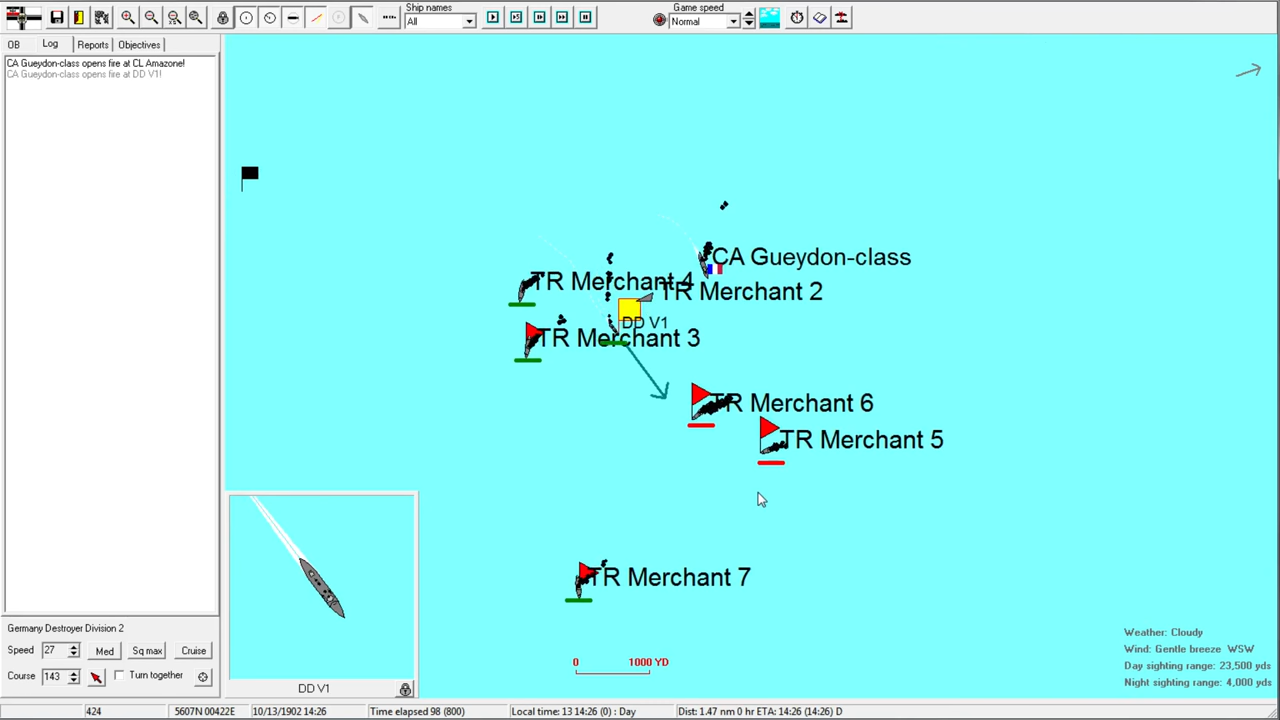 Ship names
Game speed
All
Normal
OB
Log
Reports
Objectives
CA Gueydon-class opens fire at CL Amazone!
CA Gueydon-class opens fire at DD V1!
CA Gueydon-class
TR Merchant 4
TR Merchant 2
DD V1
TR Merchant 3
TR Merchant 6
TR Merchant 5
TR Merchant 7
Germany Destroyer Division 2
Speed 27 Med Sq max Cruise
Course 143 Turn together
DD V1
0 1000 YD
Weather: Cloudy
Wind: Gentle breeze WSW
Day sighting range: 23,500 yds
Night sighting range: 4,000 yds
424 5607N 00422E 10/13/1902 14:26 Time elapsed 98 (800) Local time: 13 14:26 (0) : Day Dist: 1.47 nm 0 hr ETA: 14:26 (14:26) D